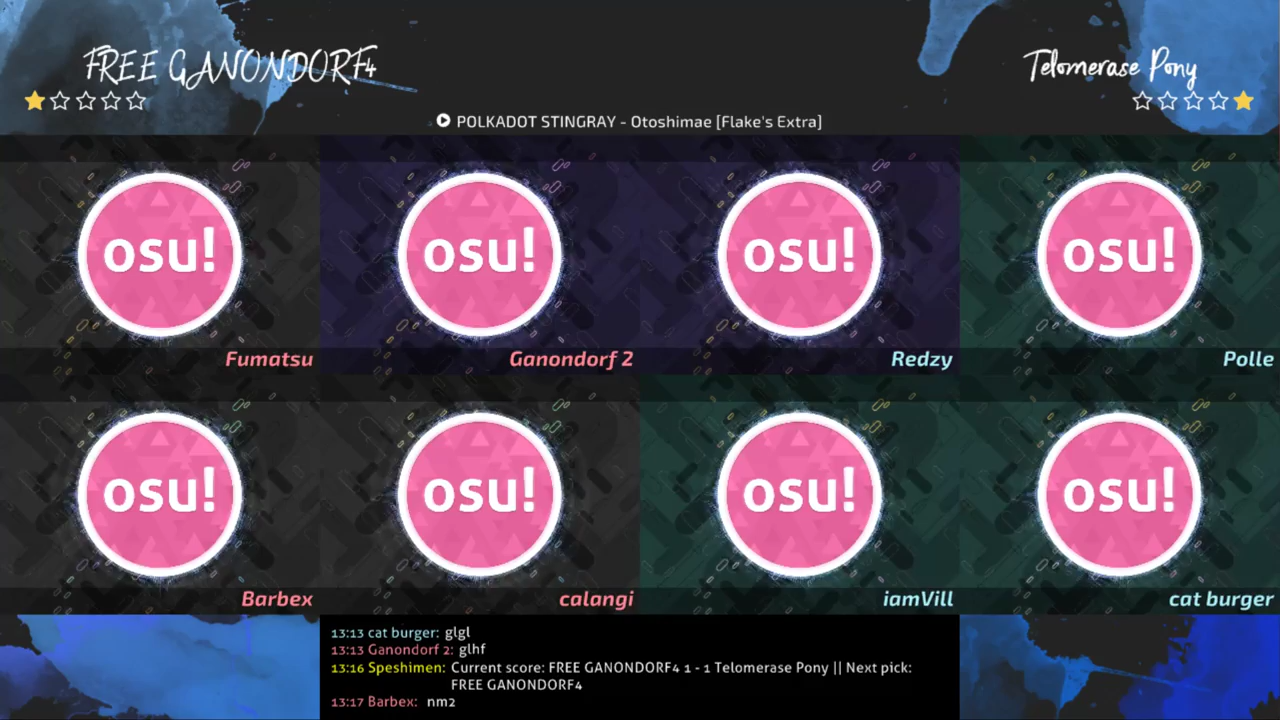 FREE GANONDORF4
Telomerase Pony
POLKADOT STINGRAY - Otoshimae [Flake's Extra]
osu!
osu!
osu!
osu!
Fumatsu
Ganondorf 2
Redzy
Polle
osu!
osu!
osu!
osu!
Barbex
calangi
iamVill
cat burger
13:13 cat burger: glgl
13:13 Ganondorf 2: glhf
13:16 Speshimen: Current score: FREE GANONDORF4 1 - 1 Telomerase Pony || Next pick:
FREE GANONDORF4
13:17 Barbex: nm2